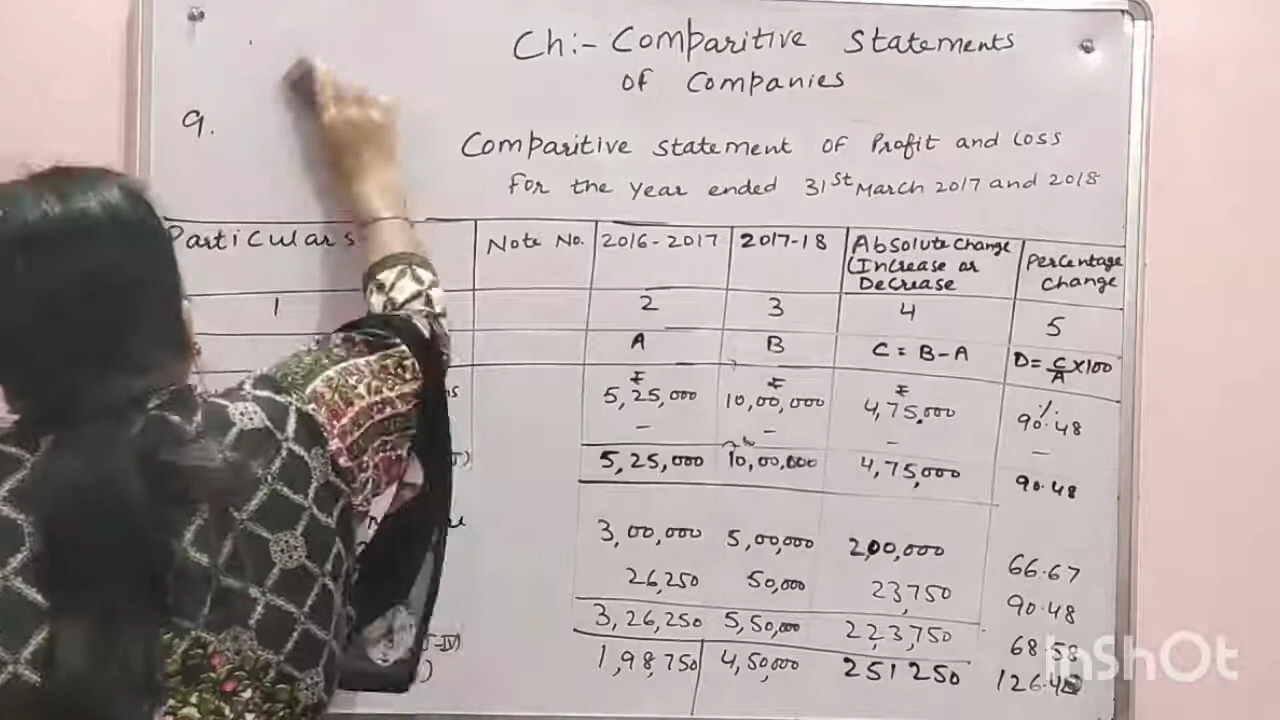 Ch:- Comparitive Statements
of Companies
9.
Comparitive statement of Profit and Loss
For the year ended 31st March 2017 and 2018
Particulars Note No. 2016-2017 2017-18 Absolute Change (Increase or Decrease Percentage Change
1 2 3 4 5
A B C = B-A D = C/A × 100
₹ ₹ ₹ %
5,25,000 10,00,000 4,75,000 90.48
- - - -
5,25,000 10,00,000 4,75,000 90.48
3,00,000 5,00,000 200,000 66.67
26,250 50,000 23,750 90.48
3,26,250 5,50,000 223,750 68.58
1,98,750 4,50,000 251250
InShOt